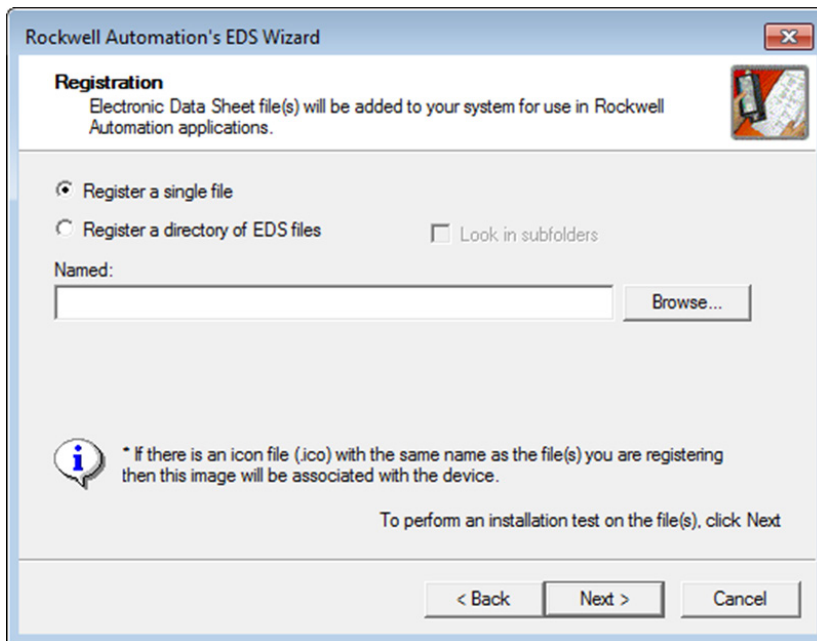 Rockwell Automation's EDS Wizard
Registration
Electronic Data Sheet file(s) will be added to your system for use in Rockwell
Automation applications.
Register a single file
Register a directory of EDS files
Look in subfolders
Named:
Browse...
* If there is an icon file (.ico) with the same name as the file(s) you are registering
then this image will be associated with the device.
To perform an installation test on the file(s), click Next
< Back
Next >
Cancel